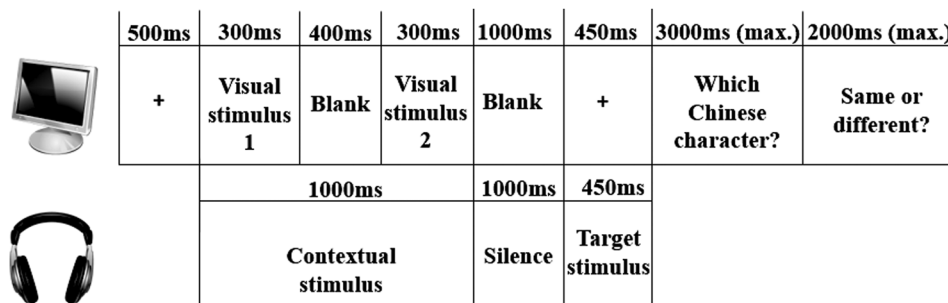 500ms 300ms 400ms 300ms 1000ms 450ms 3000ms (max.) 2000ms (max.)
+ Visual stimulus 1 Blank Visual stimulus 2 Blank + Which Chinese character? Same or different?
1000ms 1000ms 450ms
Contextual stimulus Silence Target stimulus